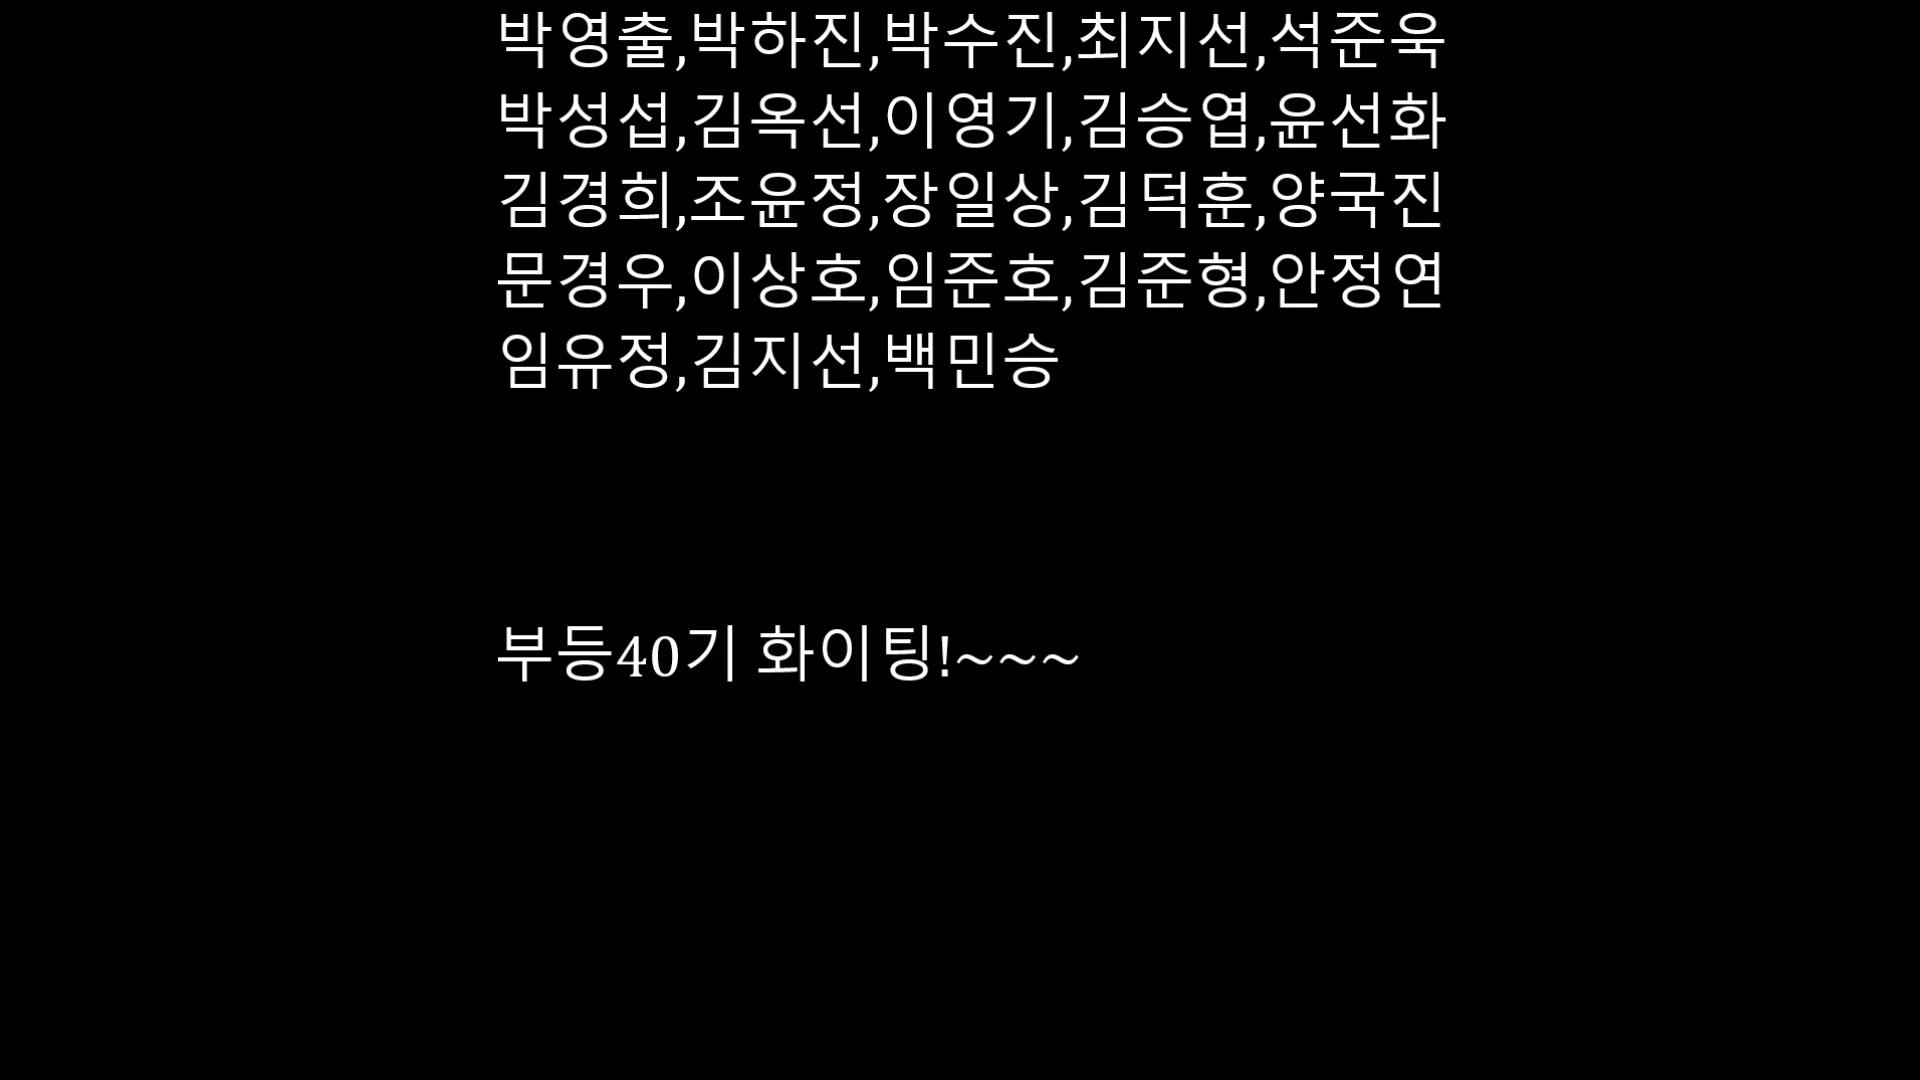 박영출,박하진,박수진,최지선,석준욱
박성섭,김옥선,이영기,김승엽,윤선화
김경희,조윤정,장일상,김덕훈,양국진
문경우,이상호,임준호,김준형,안정연
임유정,김지선,백민승
부등40기 화이팅!~~~